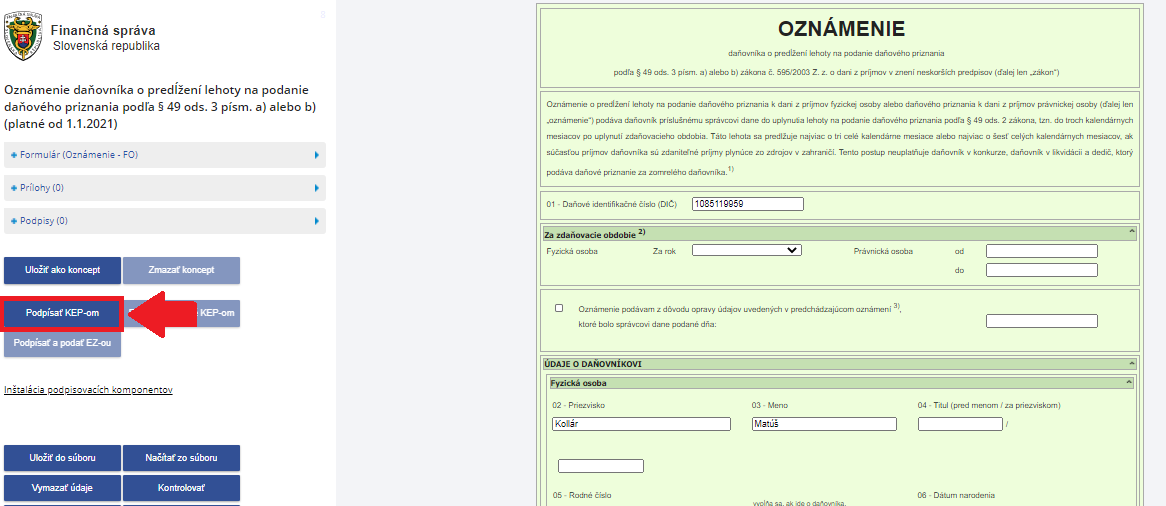 Finančná správa
Slovenská republika
Oznámenie daňovníka o predĺžení lehoty na podanie
daňového priznania podľa § 49 ods. 3 písm. a) alebo b)
(platné od 1.1.2021)
Formulár (Oznámenie - FO)
Prílohy (0)
Podpisy (0)
Uložiť ako koncept
Zmazať koncept
Podpísať KEP-om
KEP-om
Podpísať a podať EZ-ou
Inštalácia podpisovacích komponentov
Uložiť do súboru
Načítať zo súboru
Vymazať údaje
Kontrolovať
OZNÁMENIE
daňovníka o predĺžení lehoty na podanie daňového priznania
podľa § 49 ods. 3 písm. a) alebo b) zákona č. 595/2003 Z. z. o dani z príjmov v znení neskorších predpisov (ďalej len „zákon“)
Oznámenie o predĺžení lehoty na podanie daňového priznania k dani z príjmov fyzickej osoby alebo daňového priznania k dani z príjmov právnickej osoby (ďalej len
„oznámenie“) podáva daňovník príslušnému správcovi dane do uplynutia lehoty na podanie daňového priznania podľa § 49 ods. 2 zákona, tzn. do troch kalendárnych
mesiacov po uplynutí zdaňovacieho obdobia. Táto lehota sa predlžuje najviac o tri celé kalendárne mesiace alebo najviac o šesť celých kalendárnych mesiacov, ak
súčasťou príjmov daňovníka sú zdaniteľné príjmy plynúce zo zdrojov v zahraničí. Tento postup neuplatňuje daňovník v konkurze, daňovník v likvidácii a dedič, ktorý
podáva daňové priznanie za zomrelého daňovníka.1)
01 - Daňové identifikačné číslo (DIČ) 1085119959
Za zdaňovacie obdobie 2)
Fyzická osoba Za rok Právnická osoba od
do
Oznámenie podávam z dôvodu opravy údajov uvedených v predchádzajúcom oznámení 3),
ktoré bolo správcovi dane podané dňa:
ÚDAJE O DAŇOVNÍKOVI
Fyzická osoba
02 - Priezvisko 03 - Meno 04 - Titul (pred menom / za priezviskom)
Kollár Matúš /
05 - Rodné číslo 06 - Dátum narodenia
vypĺňa sa, ak ide o daňovníka,